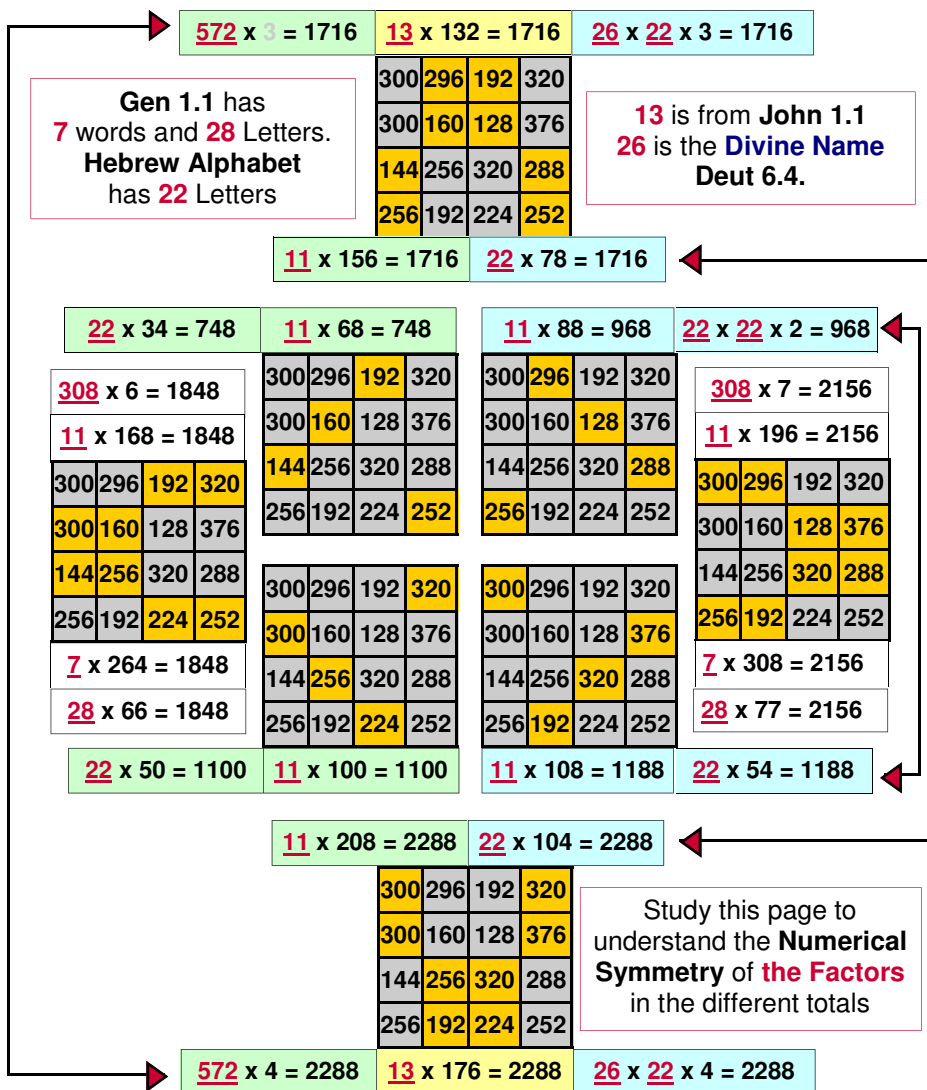 572 x 3 = 1716 13 x 132 = 1716 26 x 22 x 3 = 1716
300 296 192 320
300 160 128 376
144 256 320 288
256 192 224 252
Gen 1.1 has
7 words and 28 Letters.
Hebrew Alphabet
has 22 Letters
13 is from John 1.1
26 is the Divine Name
Deut 6.4.
11 x 156 = 1716 22 x 78 = 1716
22 x 34 = 748 11 x 68 = 748 11 x 88 = 968 22 x 22 x 2 = 968
308 x 6 = 1848
11 x 168 = 1848
300 296 192 320
300 160 128 376
144 256 320 288
256 192 224 252
7 x 264 = 1848
28 x 66 = 1848
300 296 192 320
300 160 128 376
144 256 320 288
256 192 224 252
300 296 192 320
300 160 128 376
144 256 320 288
256 192 224 252
308 x 7 = 2156
11 x 196 = 2156
300 296 192 320
300 160 128 376
144 256 320 288
256 192 224 252
7 x 308 = 2156
28 x 77 = 2156
300 296 192 320
300 160 128 376
144 256 320 288
256 192 224 252
300 296 192 320
300 160 128 376
144 256 320 288
256 192 224 252
22 x 50 = 1100 11 x 100 = 1100 11 x 108 = 1188 22 x 54 = 1188
11 x 208 = 2288 22 x 104 = 2288
300 296 192 320
300 160 128 376
144 256 320 288
256 192 224 252
Study this page to
understand the Numerical
Symmetry of the Factors
in the different totals
572 x 4 = 2288 13 x 176 = 2288 26 x 22 x 4 = 2288